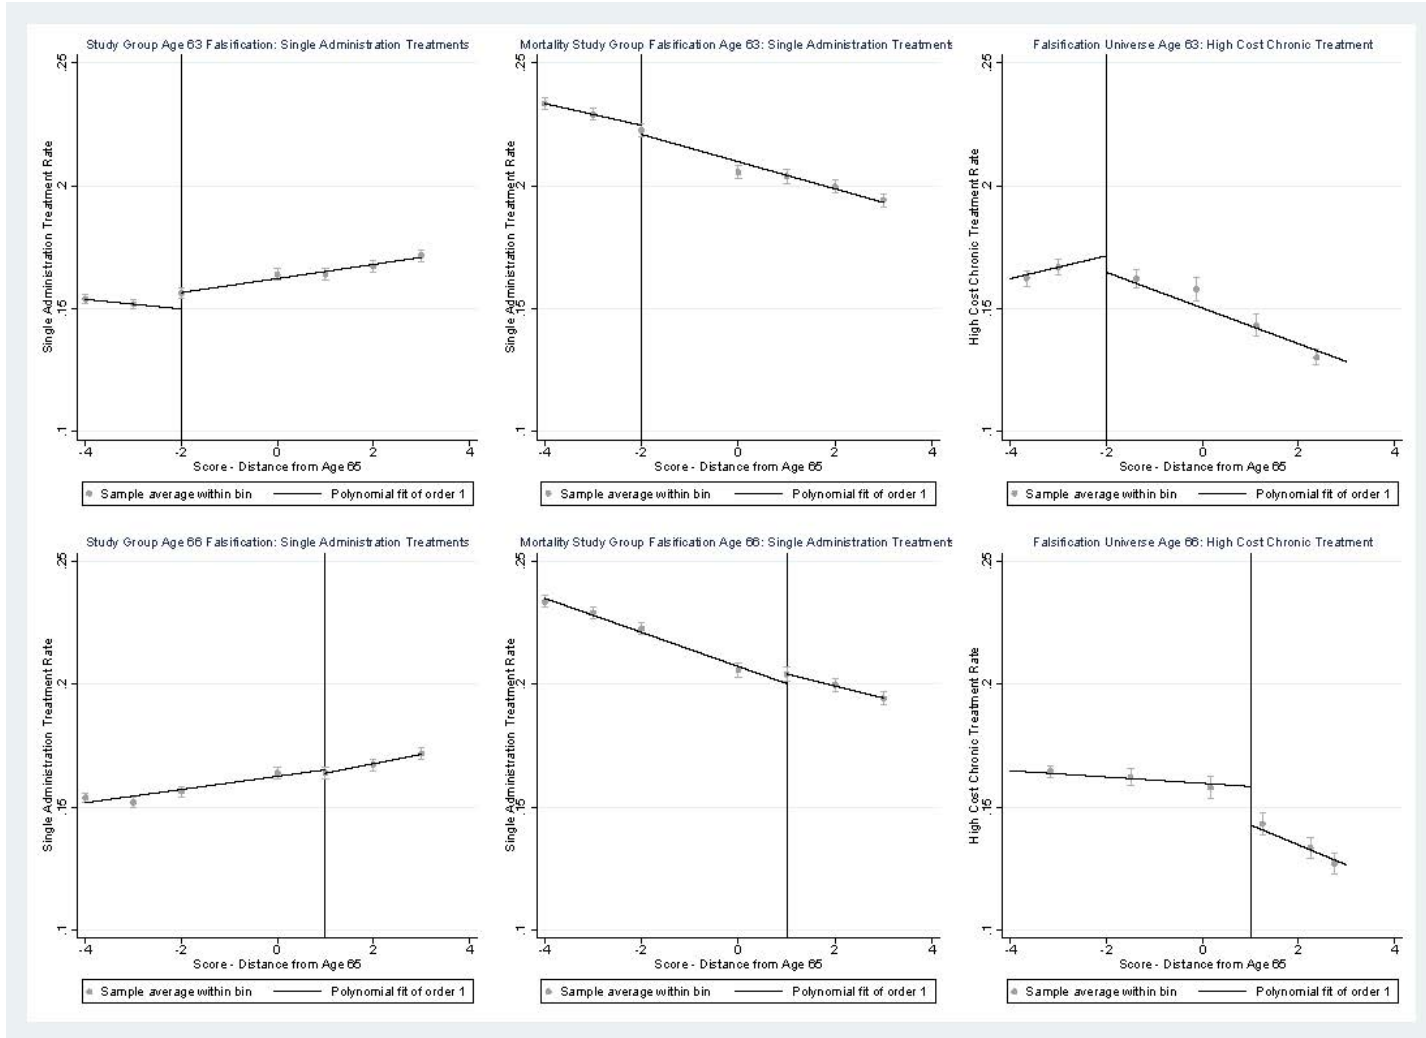 Study Group Age 63 Falsification: Single Administration Treatments
Single Administration Treatment Rate
.25
.2
.15
.1
-4 -2 0 2 4
Score - Distance from Age 65
Sample average within bin Polynomial fit of order 1
Mortality Study Group Falsification Age 63: Single Administration Treatments
Single Administration Treatment Rate
.25
.2
.15
.1
-4 -2 0 2 4
Score - Distance from Age 65
Sample average within bin Polynomial fit of order 1
Falsification Universe Age 63: High Cost Chronic Treatment
High Cost Chronic Treatment Rate
.25
.2
.15
.1
-4 -2 0 2 4
Score - Distance from Age 65
Sample average within bin Polynomial fit of order 1
Study Group Age 66 Falsification: Single Administration Treatments
Single Administration Treatment Rate
.25
.2
.15
.1
-4 -2 0 2 4
Score - Distance from Age 65
Sample average within bin Polynomial fit of order 1
Mortality Study Group Falsification Age 66: Single Administration Treatments
Single Administration Treatment Rate
.25
.2
.15
.1
-4 -2 0 2 4
Score - Distance from Age 65
Sample average within bin Polynomial fit of order 1
Falsification Universe Age 66: High Cost Chronic Treatment
High Cost Chronic Treatment Rate
.25
.2
.15
.1
-4 -2 0 2 4
Score - Distance from Age 65
Sample average within bin Polynomial fit of order 1